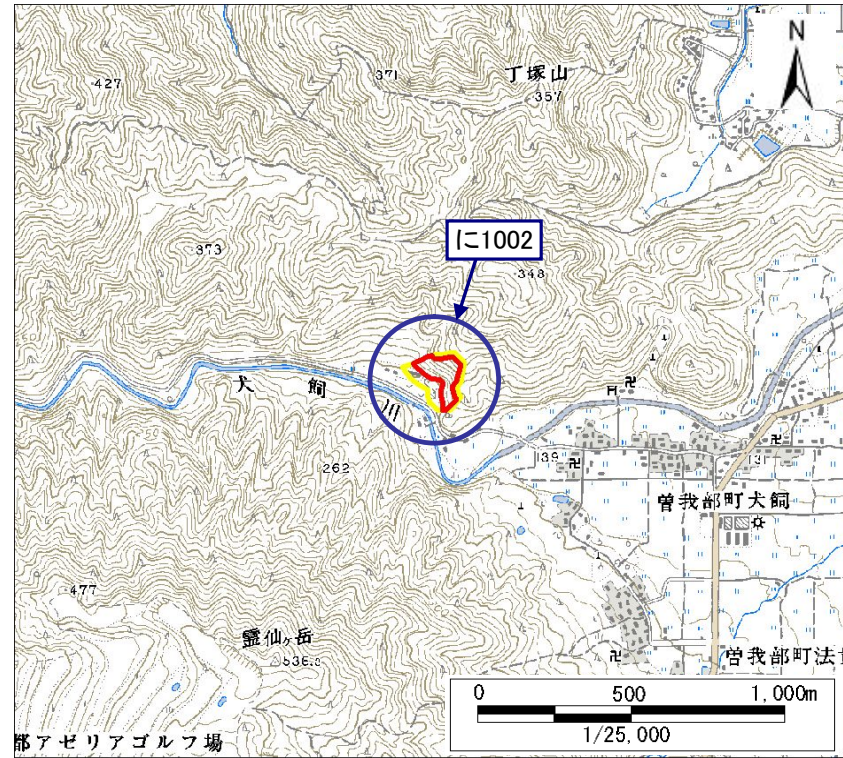 丁塚山
357
371
427
N
に1002
373
348
犬飼川
262
139
131
曽我部町犬飼
477
霊仙ヶ岳
536.3
曽我部町法
都アゼリアゴルフ場
0 500 1,000m
1/25,000